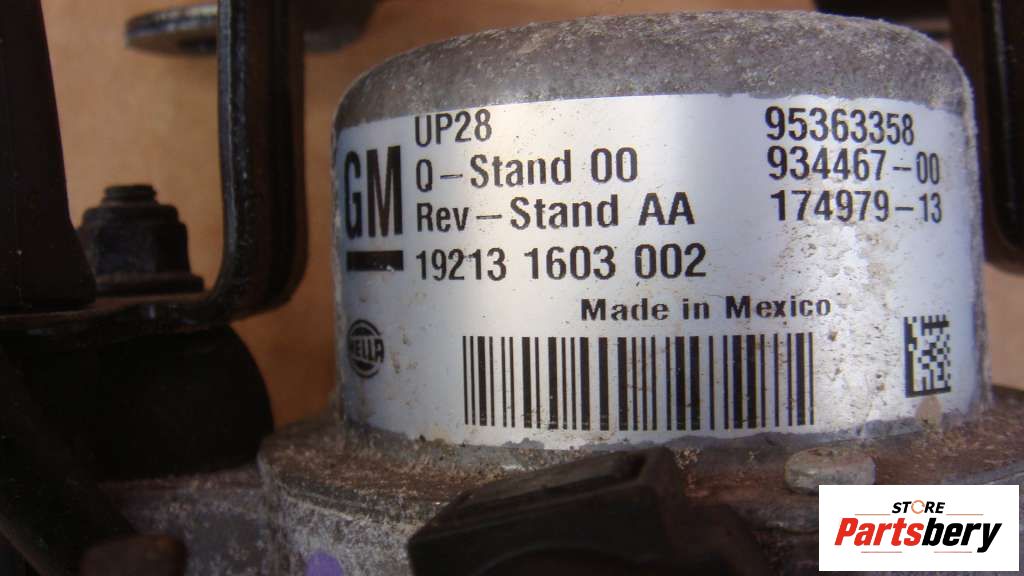 UP28 95363358
GM Q-Stand 00 934467-00
Rev-Stand AA 174979-13
19213 1603 002
Made in Mexico
HELLA
STORE
Partsbery